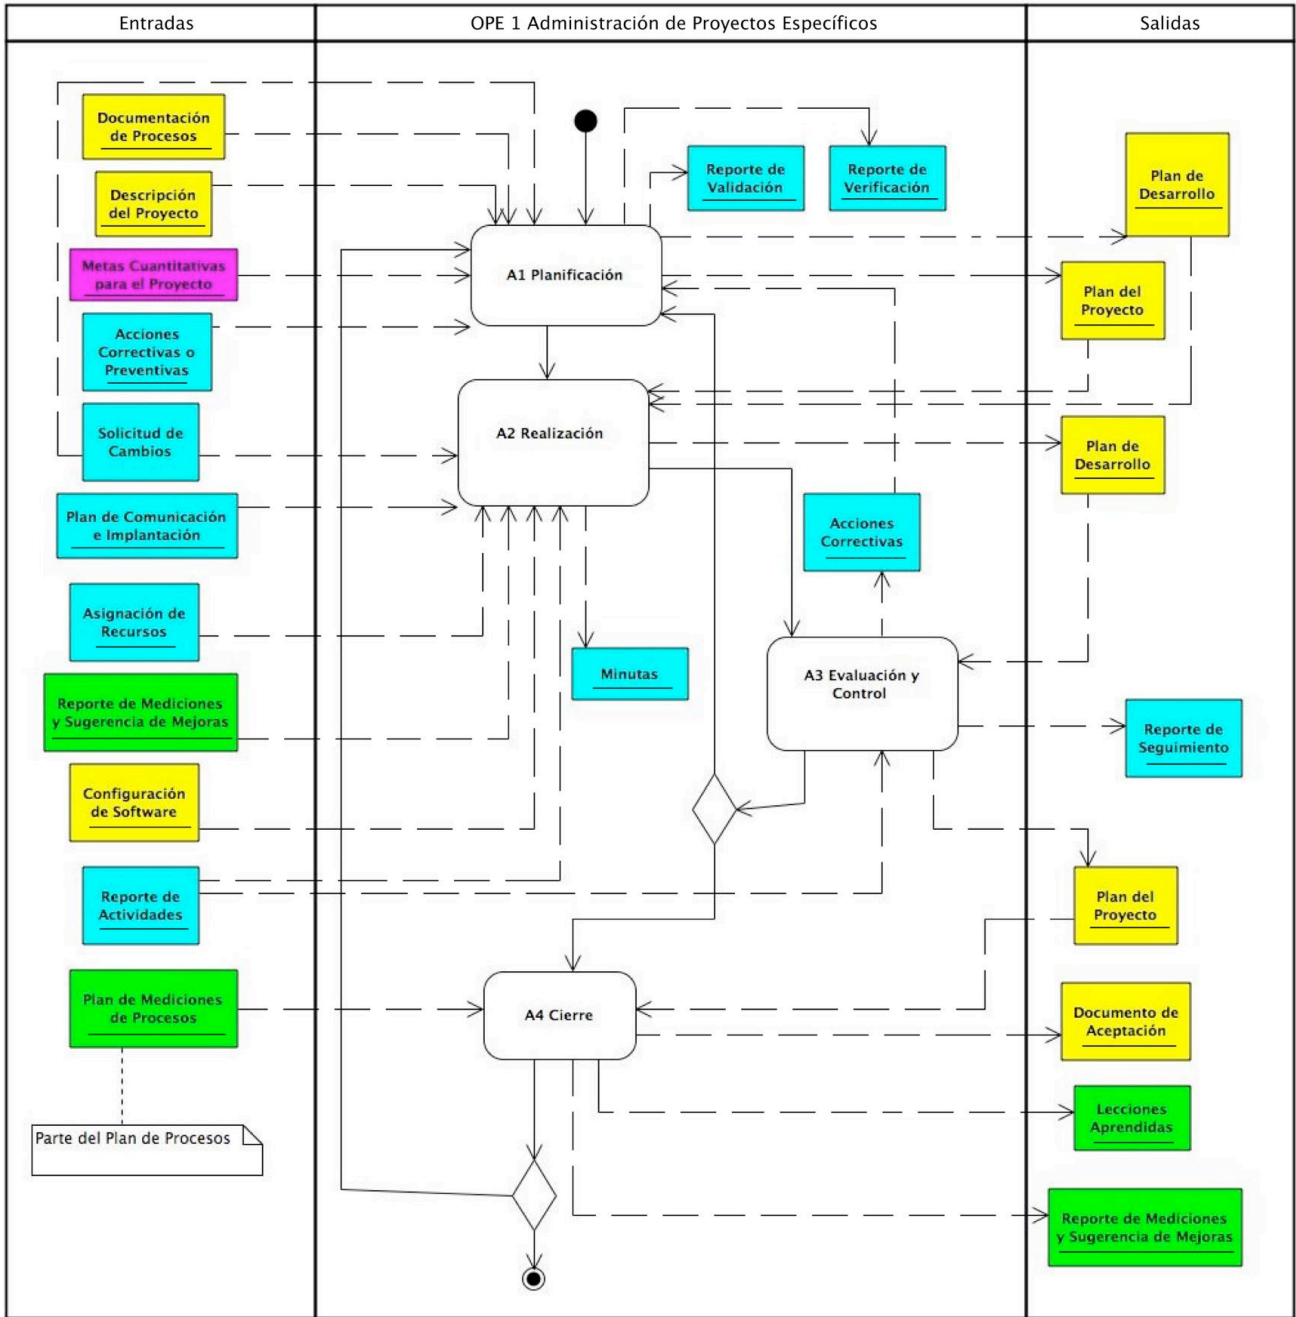 Entradas
OPE 1 Administración de Proyectos Específicos
Salidas
Documentación
de Procesos
Descripción
del Proyecto
Metas Cuantitativas
para el Proyecto
Acciones
Correctivas o
Preventivas
Solicitud de
Cambios
Plan de Comunicación
e Implantación
Asignación de
Recursos
Reporte de Mediciones
y Sugerencia de Mejoras
Configuración
de Software
Reporte de
Actividades
Plan de Mediciones
de Procesos
Parte del Plan de Procesos
Reporte de
Validación
Reporte de
Verificación
A1 Planificación
A2 Realización
Acciones
Correctivas
Minutas
A3 Evaluación y
Control
A4 Cierre
Plan de
Desarrollo
Plan del
Proyecto
Plan de
Desarrollo
Reporte de
Seguimiento
Plan del
Proyecto
Documento de
Aceptación
Lecciones
Aprendidas
Reporte de Mediciones
y Sugerencia de Mejoras